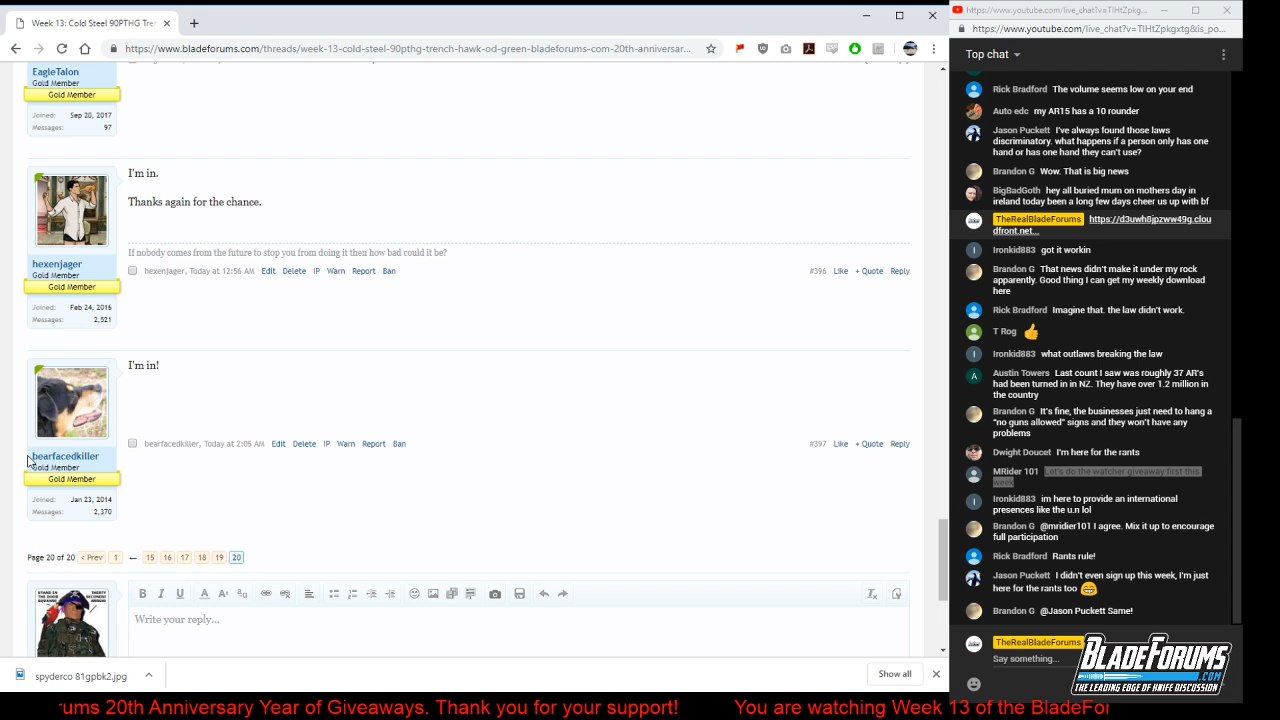 Week 13: Cold Steel 90PTHG Tren
https://www.bladeforums.com/threads/week-13-cold-steel-90pthg-trench-hawk-od-green-bladeforums-com-20th-anniversar...
EagleTalon
Gold Member
Gold Member
Joined: Sep 20, 2017
Messages: 97
I'm in.
Thanks again for the chance.
If nobody comes from the future to stop you from doing it then how bad could it be?
hexenjager
Gold Member
Gold Member
Joined: Feb 24, 2016
Messages: 2,521
hexenjager, Today at 12:56 AM Edit Delete IP Warn Report Ban #396 Like + Quote Reply
I'm in!
bearfacedkiller
Gold Member
Gold Member
Joined: Jan 23, 2014
Messages: 2,370
bearfacedkiller, Today at 2:05 AM Edit Delete IP Warn Report Ban #397 Like + Quote Reply
Page 20 of 20 < Prev 1 ← 15 16 17 18 19 20
Write your reply...
spyderco 81gpbk2.jpg
Show all
https://www.youtube.com/live_chat?v=TlHtZpkg...
https://www.youtube.com/live_chat?v=TlHtZpkgxtg&is_po...
Top chat
Rick Bradford The volume seems low on your end
Auto edc my AR15 has a 10 rounder
Jason Puckett I've always found those laws
discriminatory. what happens if a person only has one
hand or has one hand they can't use?
Brandon G Wow. That is big news
BigBadGoth hey all buried mum on mothers day in
ireland today been a long few days cheer us up with bf
TheRealBladeForums https://d3uwh8jpzww49g.clou
dfront.net...
Ironkid883 got it workin
Brandon G That news didn't make it under my rock
apparently. Good thing I can get my weekly download
here
Rick Bradford Imagine that. the law didn't work.
T Rog 👍
Ironkid883 what outlaws breaking the law
Austin Towers Last count I saw was roughly 37 AR's
had been turned in in NZ. They have over 1.2 million in
the country
Brandon G It's fine, the businesses just need to hang a
"no guns allowed" signs and they won't have any
problems
Dwight Doucet I'm here for the rants
MRider 101 Let's do the watcher giveaway first this
week
Ironkid883 im here to provide an international
presences like the u.n lol
Brandon G @mridier101 I agree. Mix it up to encourage
full participation
Rick Bradford Rants rule!
Jason Puckett I didn't even sign up this week, I'm just
here for the rants too 😂
Brandon G @Jason Puckett Same!
TheRealBladeForums
Say something...
BLADEFORUMS
.COM
THE LEADING EDGE OF KNIFE DISCUSSION
rums 20th Anniversary Year of Giveaways. Thank you for your support! You are watching Week 13 of the BladeFor